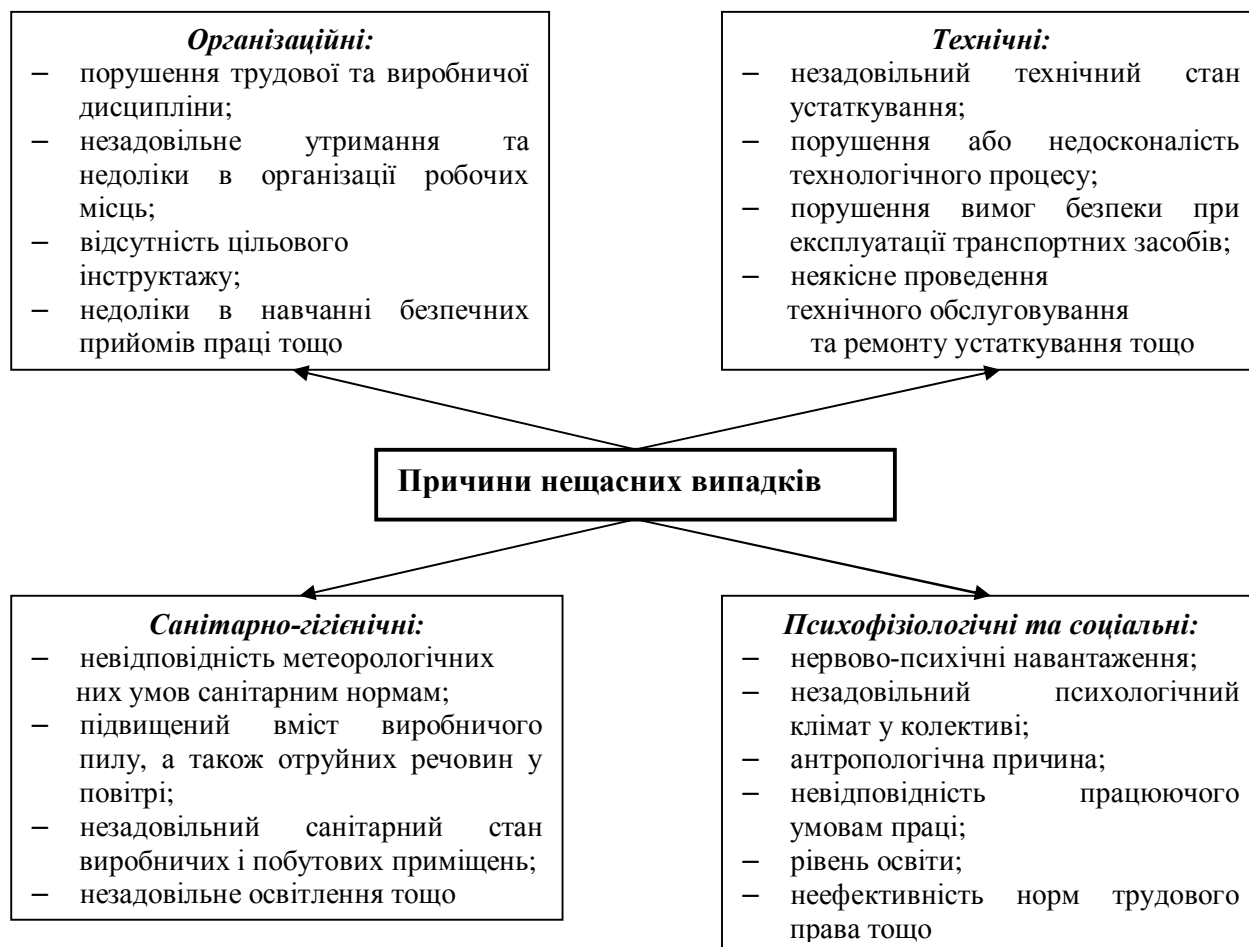 Організаційні:
– порушення трудової та виробничої
дисципліни;
– незадовільне утримання та
недоліки в організації робочих
місць;
– відсутність цільового
інструктажу;
– недоліки в навчанні безпечних
прийомів праці тощо
Технічні:
– незадовільний технічний стан
устаткування;
– порушення або недосконалість
технологічного процесу;
– порушення вимог безпеки при
експлуатації транспортних засобів;
– неякісне проведення
технічного обслуговування
та ремонту устаткування тощо
Причини нещасних випадків
Санітарно-гігієнічні:
– невідповідність метеорологічних
них умов санітарним нормам;
– підвищений вміст виробничого
пилу, а також отруйних речовин у
повітрі;
– незадовільний санітарний стан
виробничих і побутових приміщень;
– незадовільне освітлення тощо
Психофізіологічні та соціальні:
– нервово-психічні навантаження;
– незадовільний психологічний
клімат у колективі;
– антропологічна причина;
– невідповідність працюючого
умовам праці;
– рівень освіти;
– неефективність норм трудового
права тощо